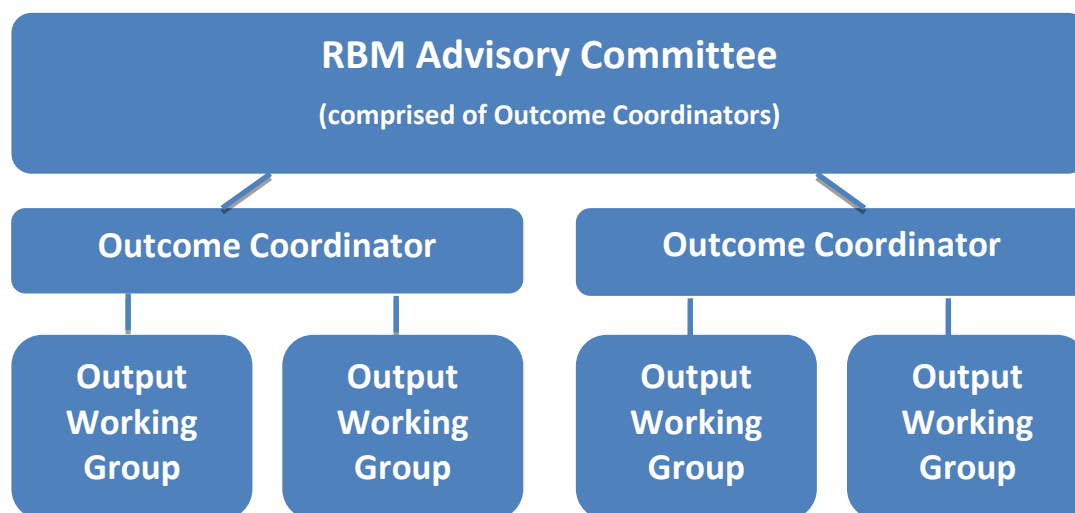 RBM Advisory Committee
(comprised of Outcome Coordinators)
Outcome Coordinator
Outcome Coordinator
Output
Working
Group
Output
Working
Group
Output
Working
Group
Output
Working
Group